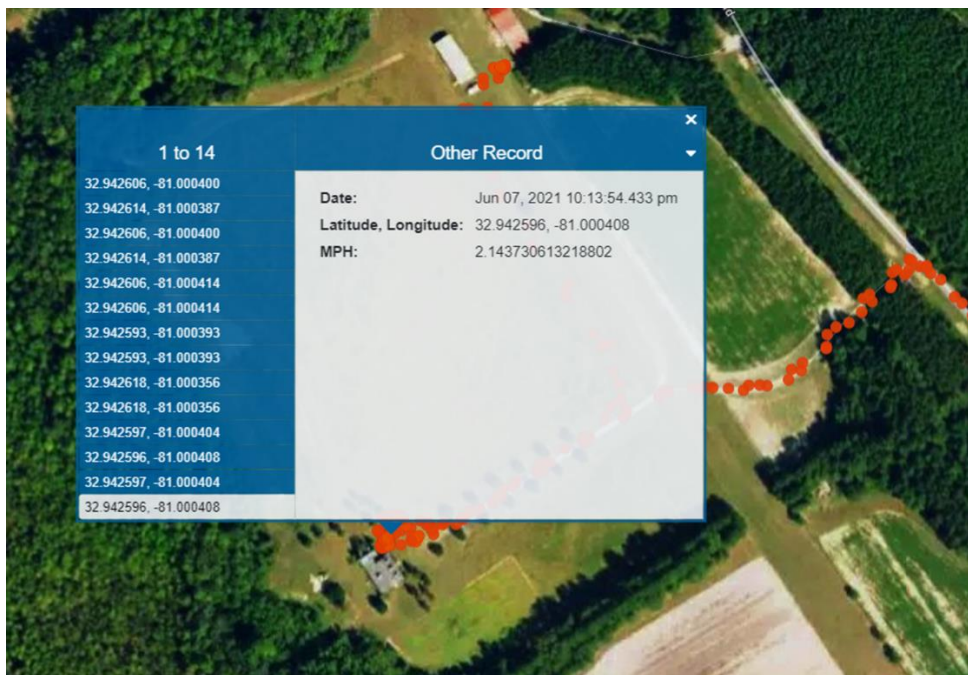 1 to 14
Other Record
32.942606, -81.000400
32.942614, -81.000387
32.942606, -81.000400
32.942614, -81.000387
32.942606, -81.000414
32.942606, -81.000414
32.942593, -81.000393
32.942593, -81.000393
32.942618, -81.000356
32.942618, -81.000356
32.942597, -81.000404
32.942596, -81.000408
32.942597, -81.000404
32.942596, -81.000408
Date: Jun 07, 2021 10:13:54.433 pm
Latitude, Longitude: 32.942596, -81.000408
MPH: 2.143730613218802